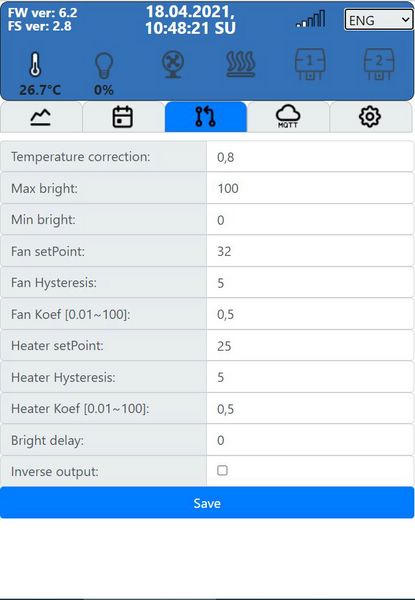 FW ver: 6.2
FS ver: 2.8
18.04.2021,
10:48:21 SU
ENG
1
2
26.7°C
0%
MQTT
Temperature correction: 0,8
Max bright: 100
Min bright: 0
Fan setPoint: 32
Fan Hysteresis: 5
Fan Koef [0.01~100]: 0,5
Heater setPoint: 25
Heater Hysteresis: 5
Heater Koef [0.01~100]: 0,5
Bright delay: 0
Inverse output:
Save